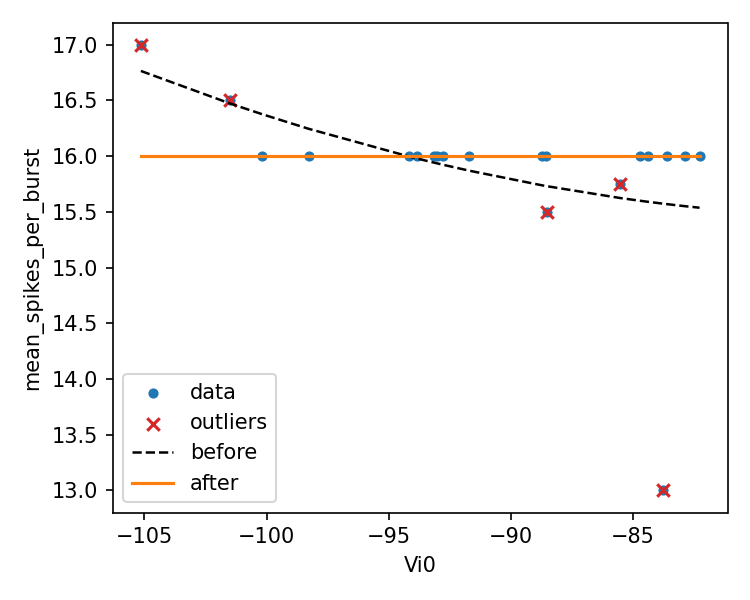 17.0
16.5
16.0
15.5
15.0
14.5
14.0
13.5
13.0
mean_spikes_per_burst
data
outliers
before
after
−105
−100
−95
−90
−85
Vi0